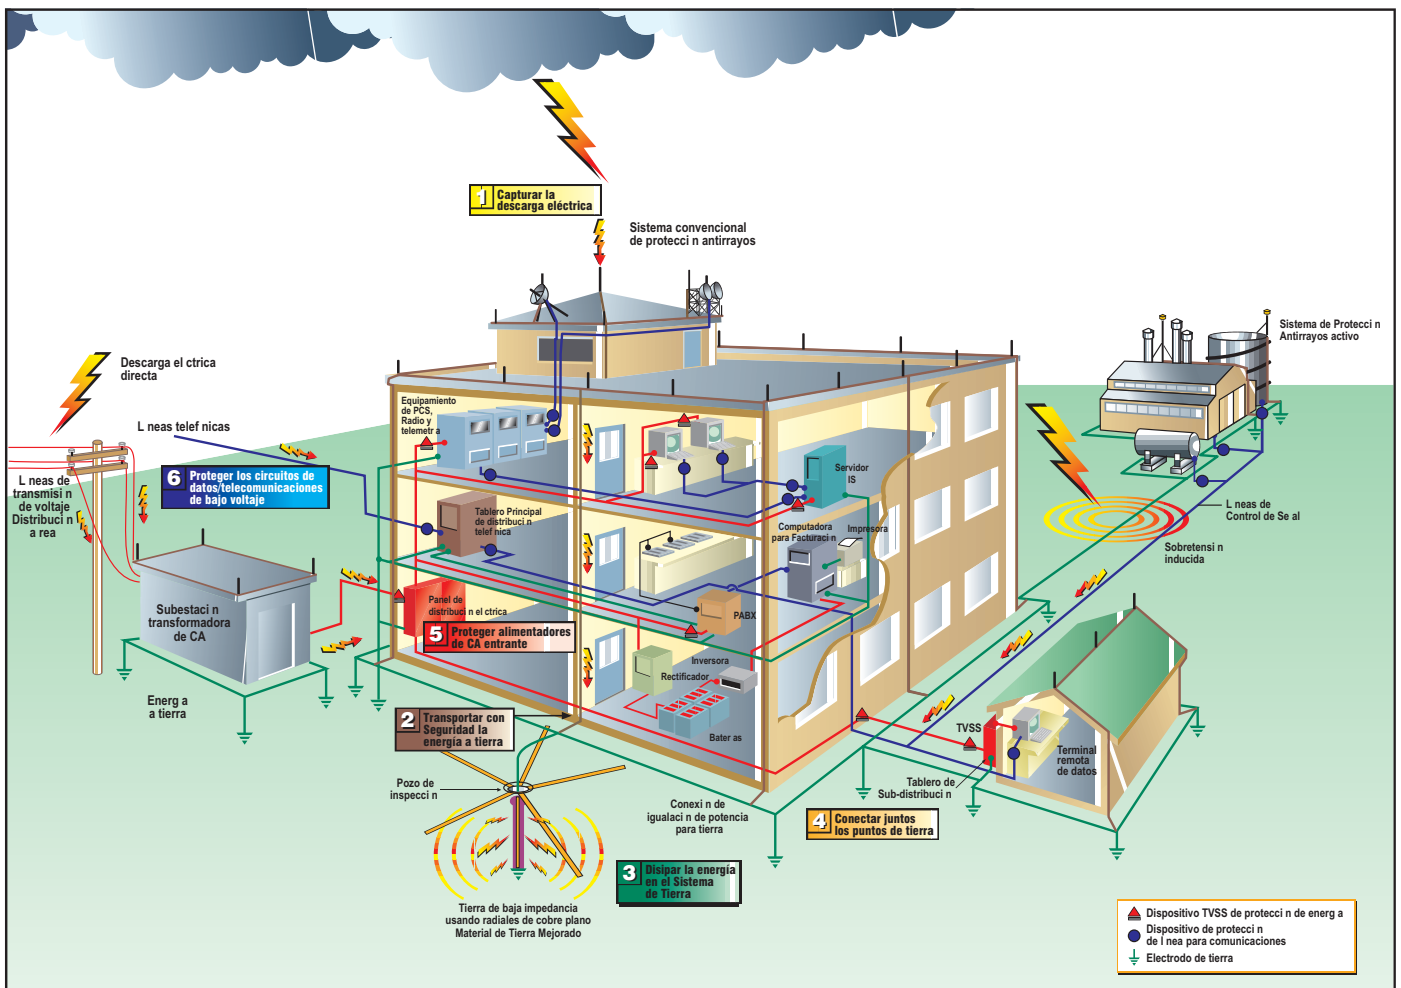 1 Capturar la
descarga eléctrica
Sistema convencional
de protecci n antirrayos
Descarga el ctrica
directa
L neas telef nicas
6 Proteger los circuitos de
datos/telecomunicaciones
de bajo voltaje
L neas de
transmisi n
de voltaje
Distribuci n
a rea
Subestaci n
transformadora
de CA
Energ a
a tierra
Equipamiento
de PCS,
Radio y
telemetr a
Tablero Principal
de distribuci n
telef nica
Panel de
distribuci n el ctrica
5 Proteger alimentadores
de CA entrante
Servidor
IS
Computadora
para Facturaci n
Impresora
PABX
Inversora
Rectificador
Bater as
2 Transportar con
Seguridad la
energía a tierra
Pozo de
inspecci n
Tierra de baja impedancia
usando radiales de cobre plano
Material de Tierra Mejorado
3 Disipar la energía
en el Sistema
de Tierra
Conexi n de
igualaci n de potencia
para tierra
4 Conectar juntos
los puntos de tierra
Sistema de Protecci n
Antirrayos activo
L neas de
Control de Se al
Sobretensi n
inducida
TVSS
Terminal
remota
de datos
Tablero de
Sub-distribuci n
Dispositivo TVSS de protecci n de energ a
Dispositivo de protecci n
de l nea para comunicaciones
Electrodo de tierra